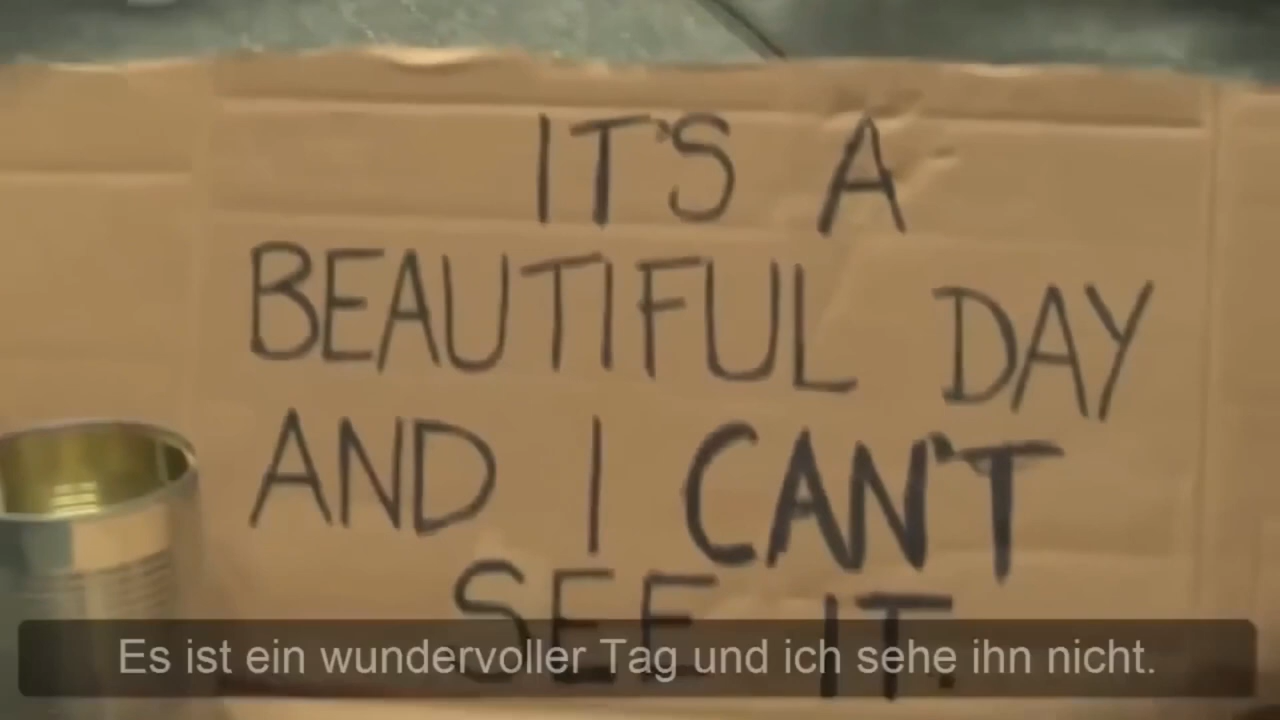 IT'S A
BEAUTIFUL DAY
AND I CAN'T
SEE IT.
Es ist ein wundervoller Tag und ich sehe ihn nicht.